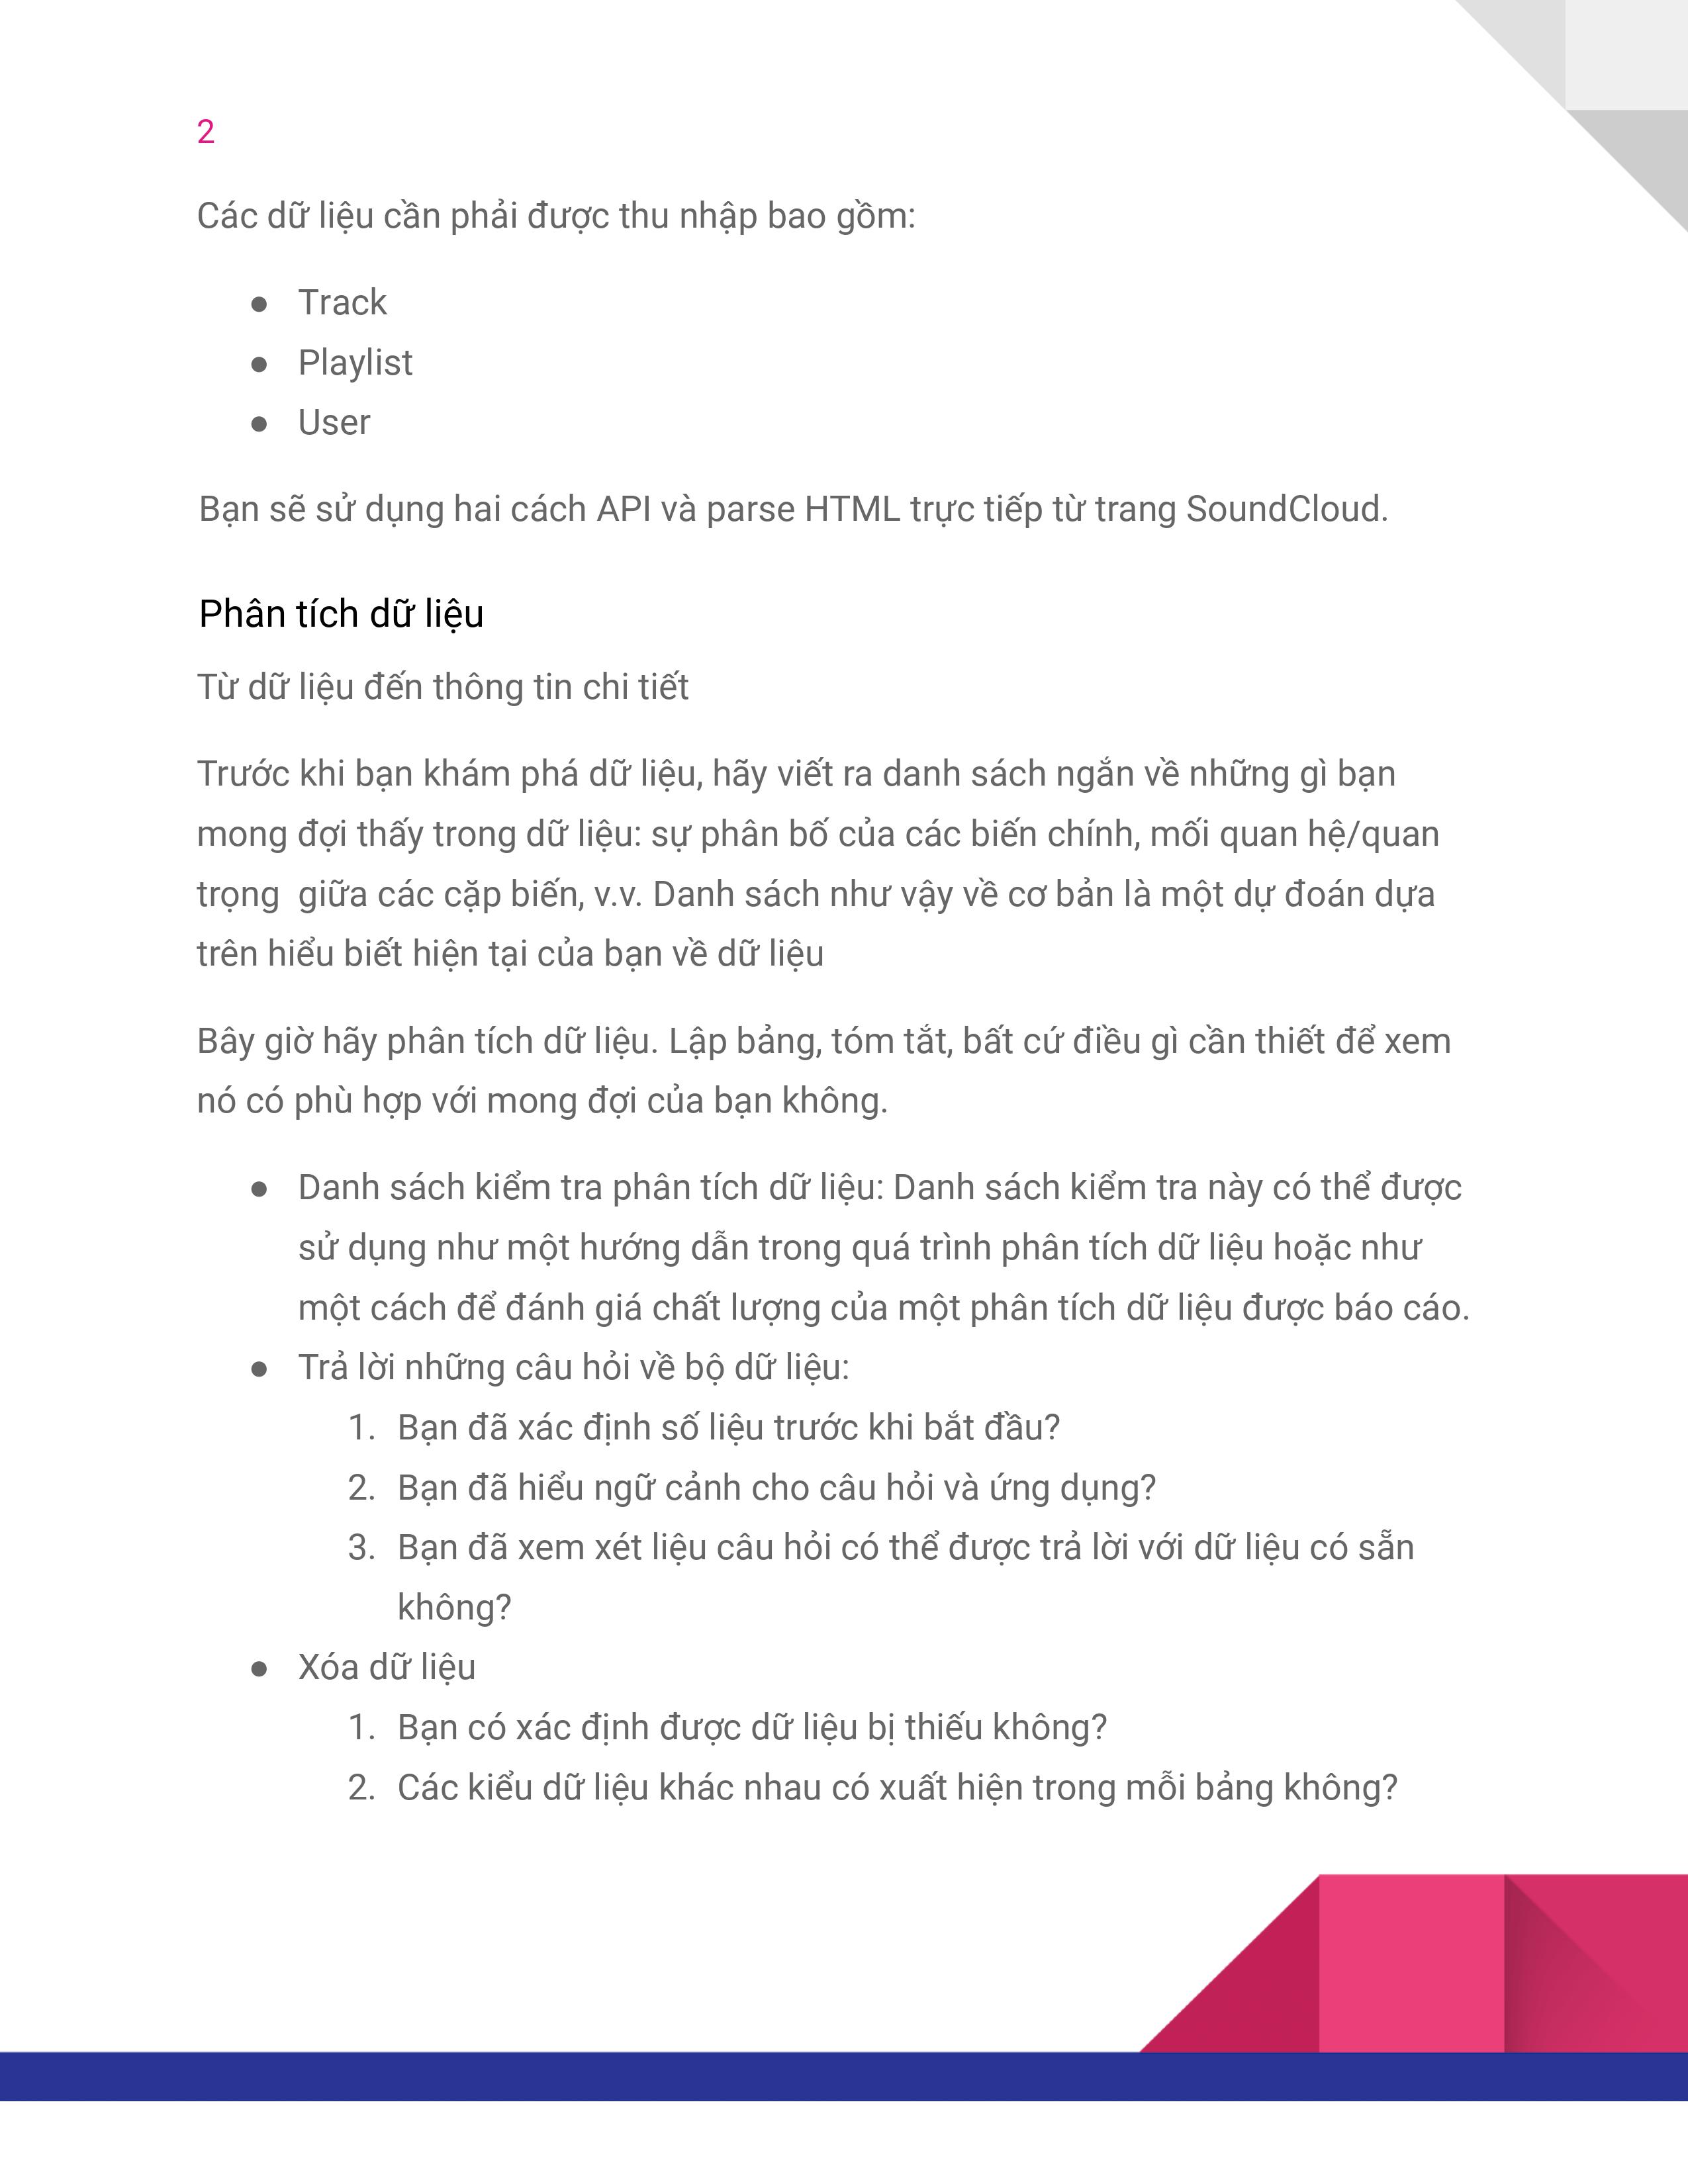 2
Các dữ liệu cần phải được thu nhập bao gồm:
● Track
● Playlist
● User
Bạn sẽ sử dụng hai cách API và parse HTML trực tiếp từ trang SoundCloud.
Phân tích dữ liệu
Từ dữ liệu đến thông tin chi tiết
Trước khi bạn khám phá dữ liệu, hãy viết ra danh sách ngắn về những gì bạn
mong đợi thấy trong dữ liệu: sự phân bố của các biến chính, mối quan hệ/quan
trọng  giữa các cặp biến, v.v. Danh sách như vậy về cơ bản là một dự đoán dựa
trên hiểu biết hiện tại của bạn về dữ liệu
Bây giờ hãy phân tích dữ liệu. Lập bảng, tóm tắt, bất cứ điều gì cần thiết để xem
nó có phù hợp với mong đợi của bạn không.
● Danh sách kiểm tra phân tích dữ liệu: Danh sách kiểm tra này có thể được
sử dụng như một hướng dẫn trong quá trình phân tích dữ liệu hoặc như
một cách để đánh giá chất lượng của một phân tích dữ liệu được báo cáo.
● Trả lời những câu hỏi về bộ dữ liệu:
1. Bạn đã xác định số liệu trước khi bắt đầu?
2. Bạn đã hiểu ngữ cảnh cho câu hỏi và ứng dụng?
3. Bạn đã xem xét liệu câu hỏi có thể được trả lời với dữ liệu có sẵn
không?
● Xóa dữ liệu
1. Bạn có xác định được dữ liệu bị thiếu không?
2. Các kiểu dữ liệu khác nhau có xuất hiện trong mỗi bảng không?